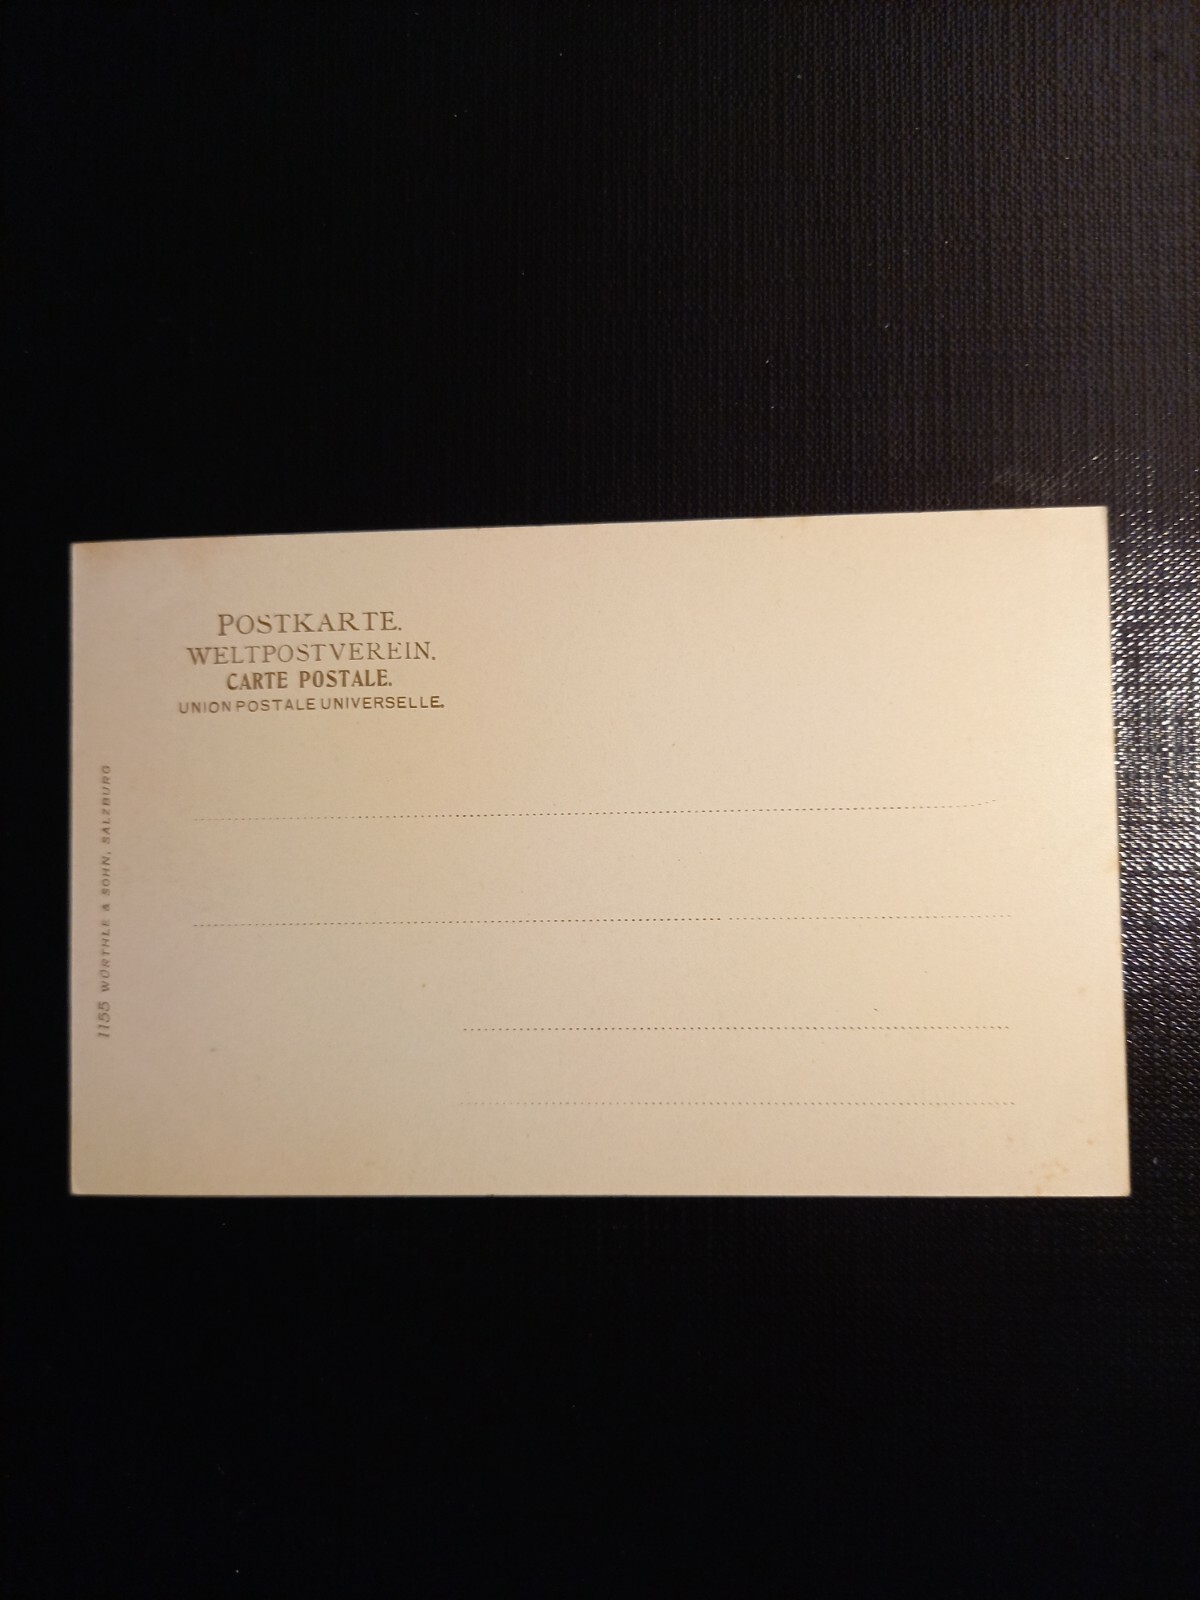 POSTKARTE.
WELTPOSTVEREIN.
CARTE POSTALE.
UNION POSTALE UNIVERSELLE.
1155 WÜRTHLE & SOHN, SALZBURG